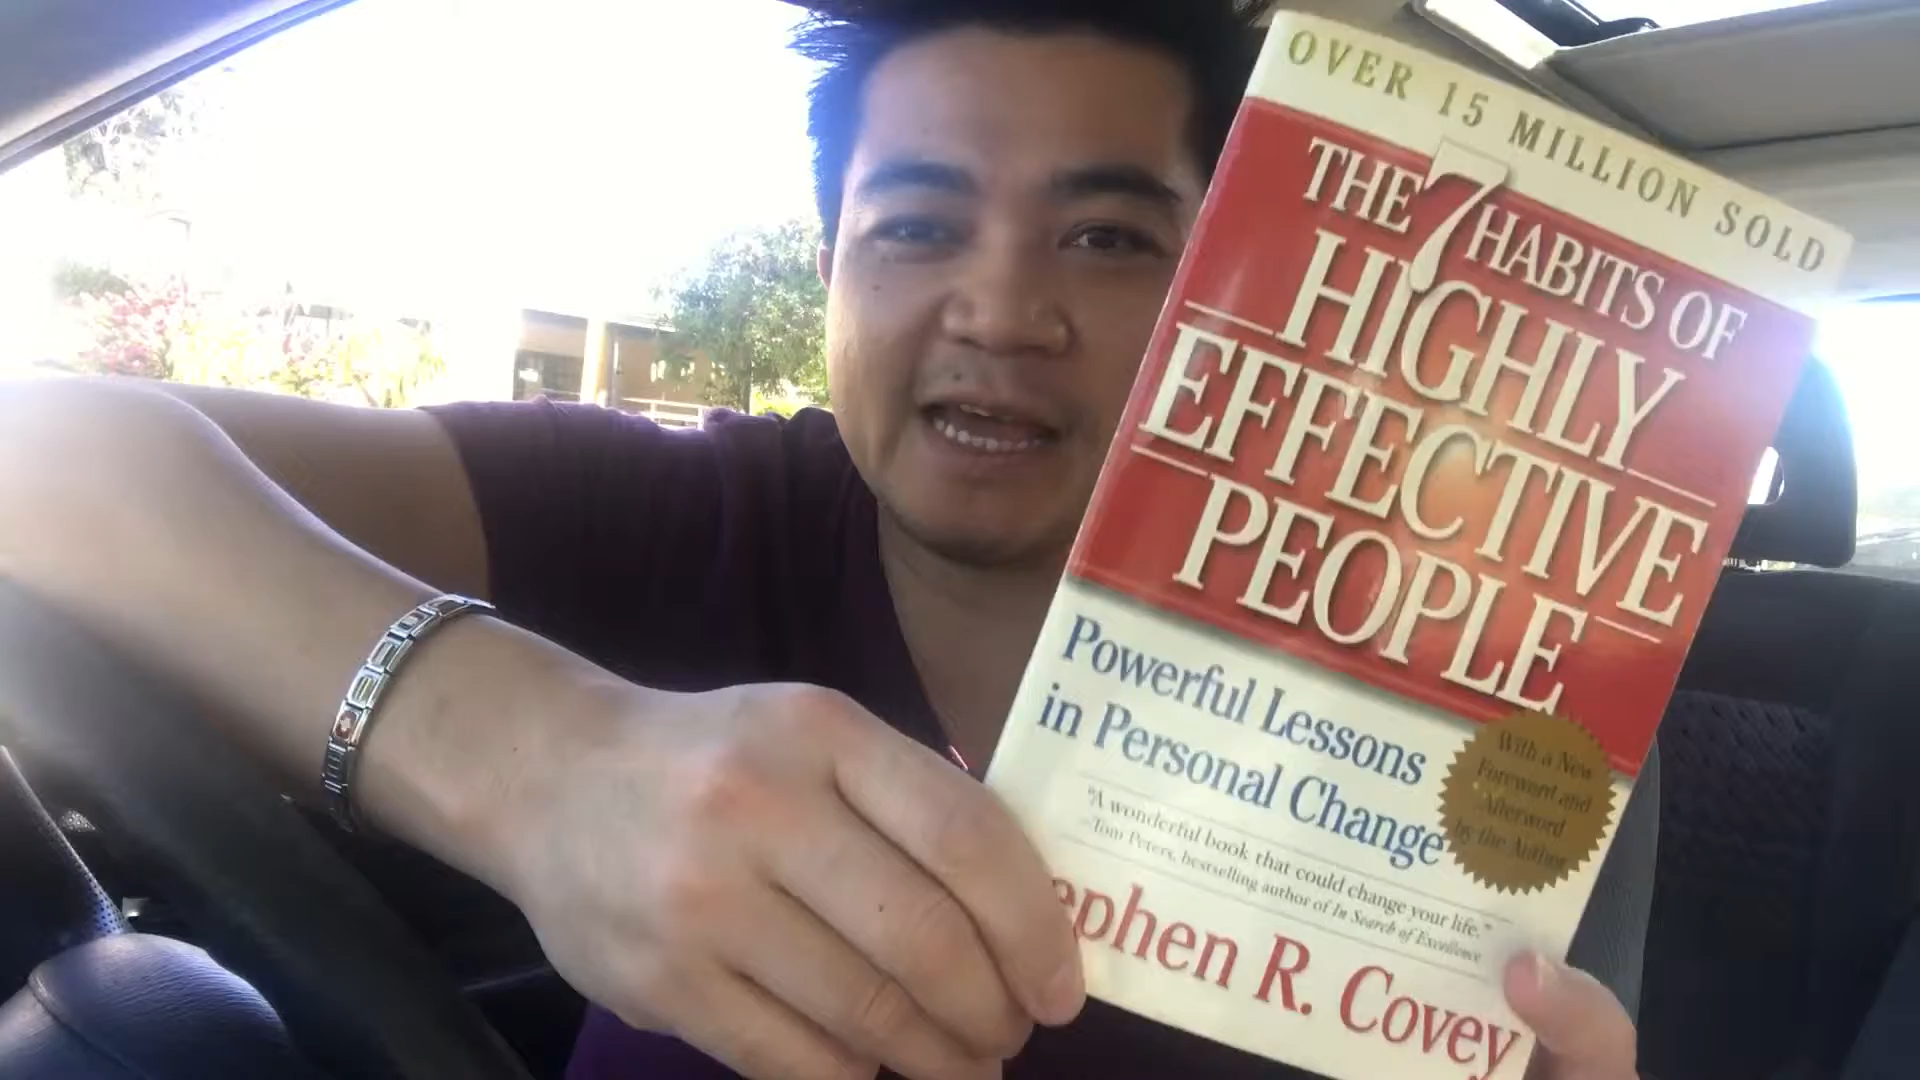 OVER 15 MILLION SOLD
THE 7 HABITS OF
HIGHLY
EFFECTIVE
PEOPLE
Powerful Lessons
in Personal Change
With a New
Foreword and
Afterword
by the Author
"A wonderful book that could change your life."
–Tom Peters, bestselling author of In Search of Excellence
ephen R. Covey